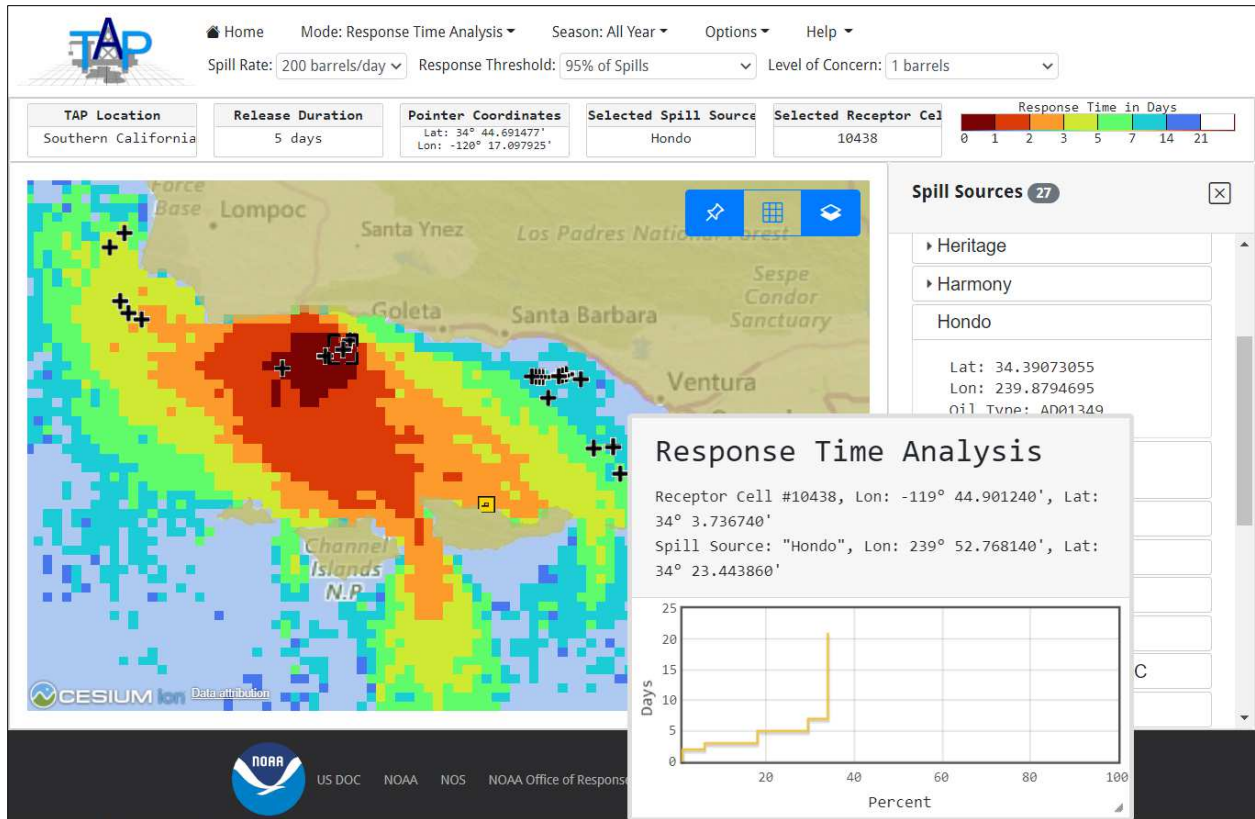 TAP
Home Mode: Response Time Analysis Season: All Year Options Help
Spill Rate: 200 barrels/day Response Threshold: 95% of Spills Level of Concern: 1 barrels
TAP Location Release Duration Pointer Coordinates Selected Spill Source Selected Receptor Cel
Southern California 5 days Lat: 34° 44.691477' Hondo 10438
Lon: -120° 17.097925'
Response Time in Days
0 1 2 3 5 7 14 21
Force
Base Lompoc
Santa Ynez
Los Padres National Forest
Sespe
Condor
Sanctuary
Goleta
Santa Barbara
Ventura
Channel
Islands
N.P.
CESIUM ion Data attribution
Spill Sources 27
Heritage
Harmony
Hondo
Lat: 34.39073055
Lon: 239.8794695
Oil Type: AD01349
C
Response Time Analysis
Receptor Cell #10438, Lon: -119° 44.901240', Lat:
34° 3.736740'
Spill Source: "Hondo", Lon: 239° 52.768140', Lat:
34° 23.443860'
25
20
15
10
5
0
Days
20 40 60 80 100
Percent
NOAA
US DOC NOAA NOS NOAA Office of Response